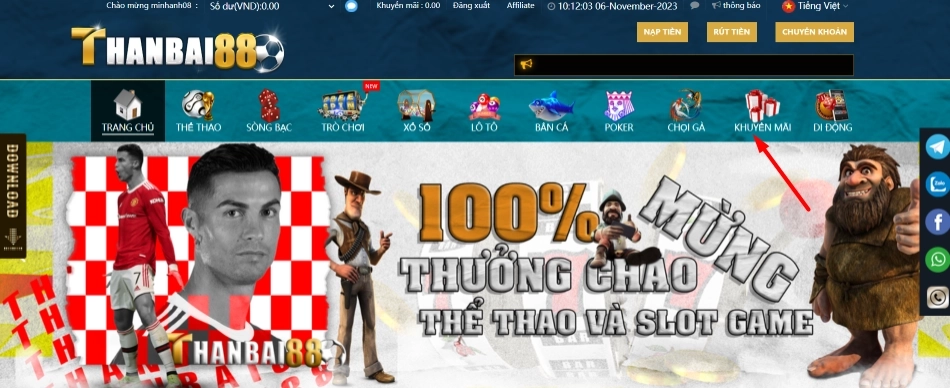 Chào mừng minhanh08 :
Số dư(VND):0.00
Khuyến mãi : 0.00
Đăng xuất
Affiliate
10:12:03 06-November-2023
thông báo
Tiếng Việt
THANBAI88
NẠP TIỀN
RÚT TIỀN
CHUYỂN KHOẢN
NEW
TRANG CHỦ
THỂ THAO
SÒNG BẠC
TRÒ CHƠI
XỔ SỐ
LÔ TÔ
BẮN CÁ
POKER
CHỌI GÀ
KHUYẾN MÃI
DI ĐỘNG
DOWNLOAD
Zalo
100%
THƯỞNG CHÀO MỪNG
THỂ THAO VÀ SLOT GAME
7
THANBAI88